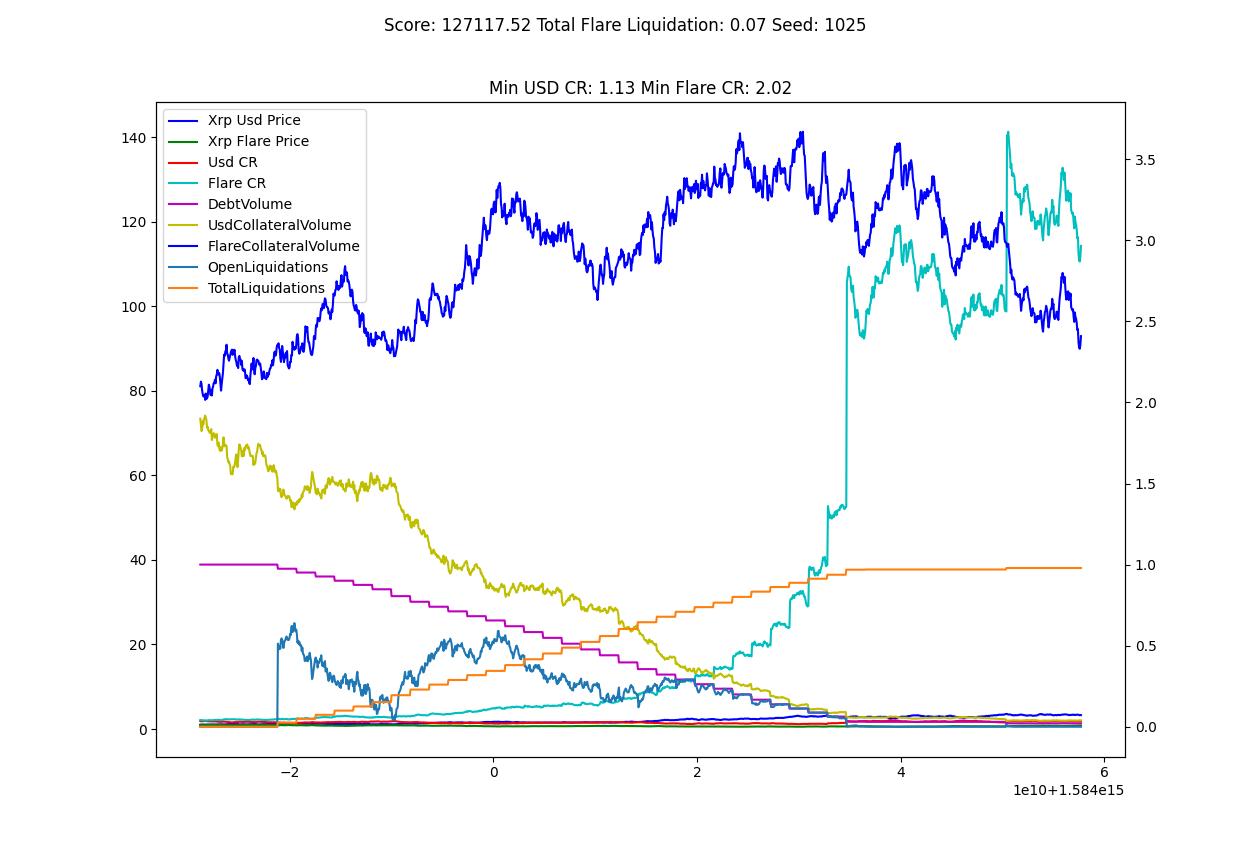 Score: 127117.52 Total Flare Liquidation: 0.07 Seed: 1025
Min USD CR: 1.13 Min Flare CR: 2.02
Xrp Usd Price
Xrp Flare Price
Usd CR
Flare CR
DebtVolume
UsdCollateralVolume
FlareCollateralVolume
OpenLiquidations
TotalLiquidations
140
120
100
80
60
40
20
0
3.5
3.0
2.5
2.0
1.5
1.0
0.5
0.0
−2
0
2
4
6
1e10+1.584e15